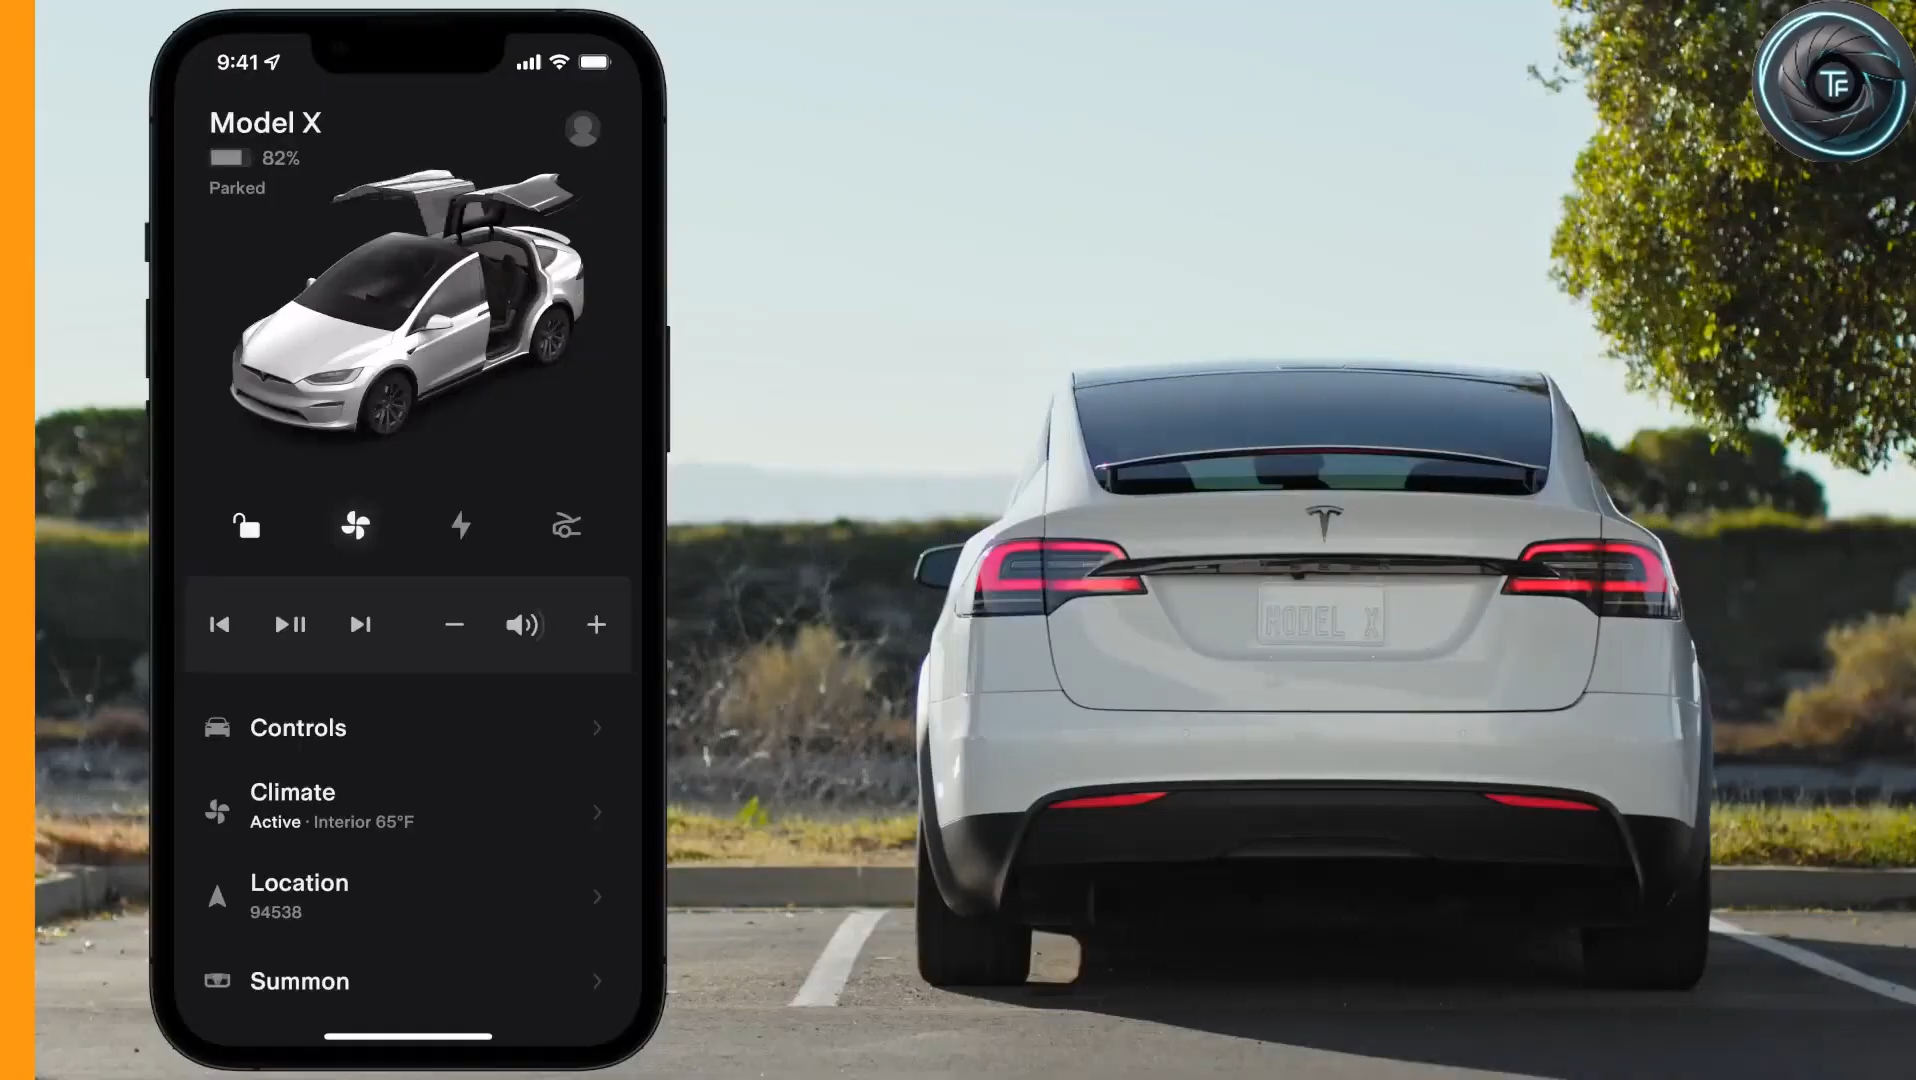 9:41
Model X
82%
Parked
Controls
Climate
Active · Interior 65°F
Location
94538
Summon
TF
MODEL X